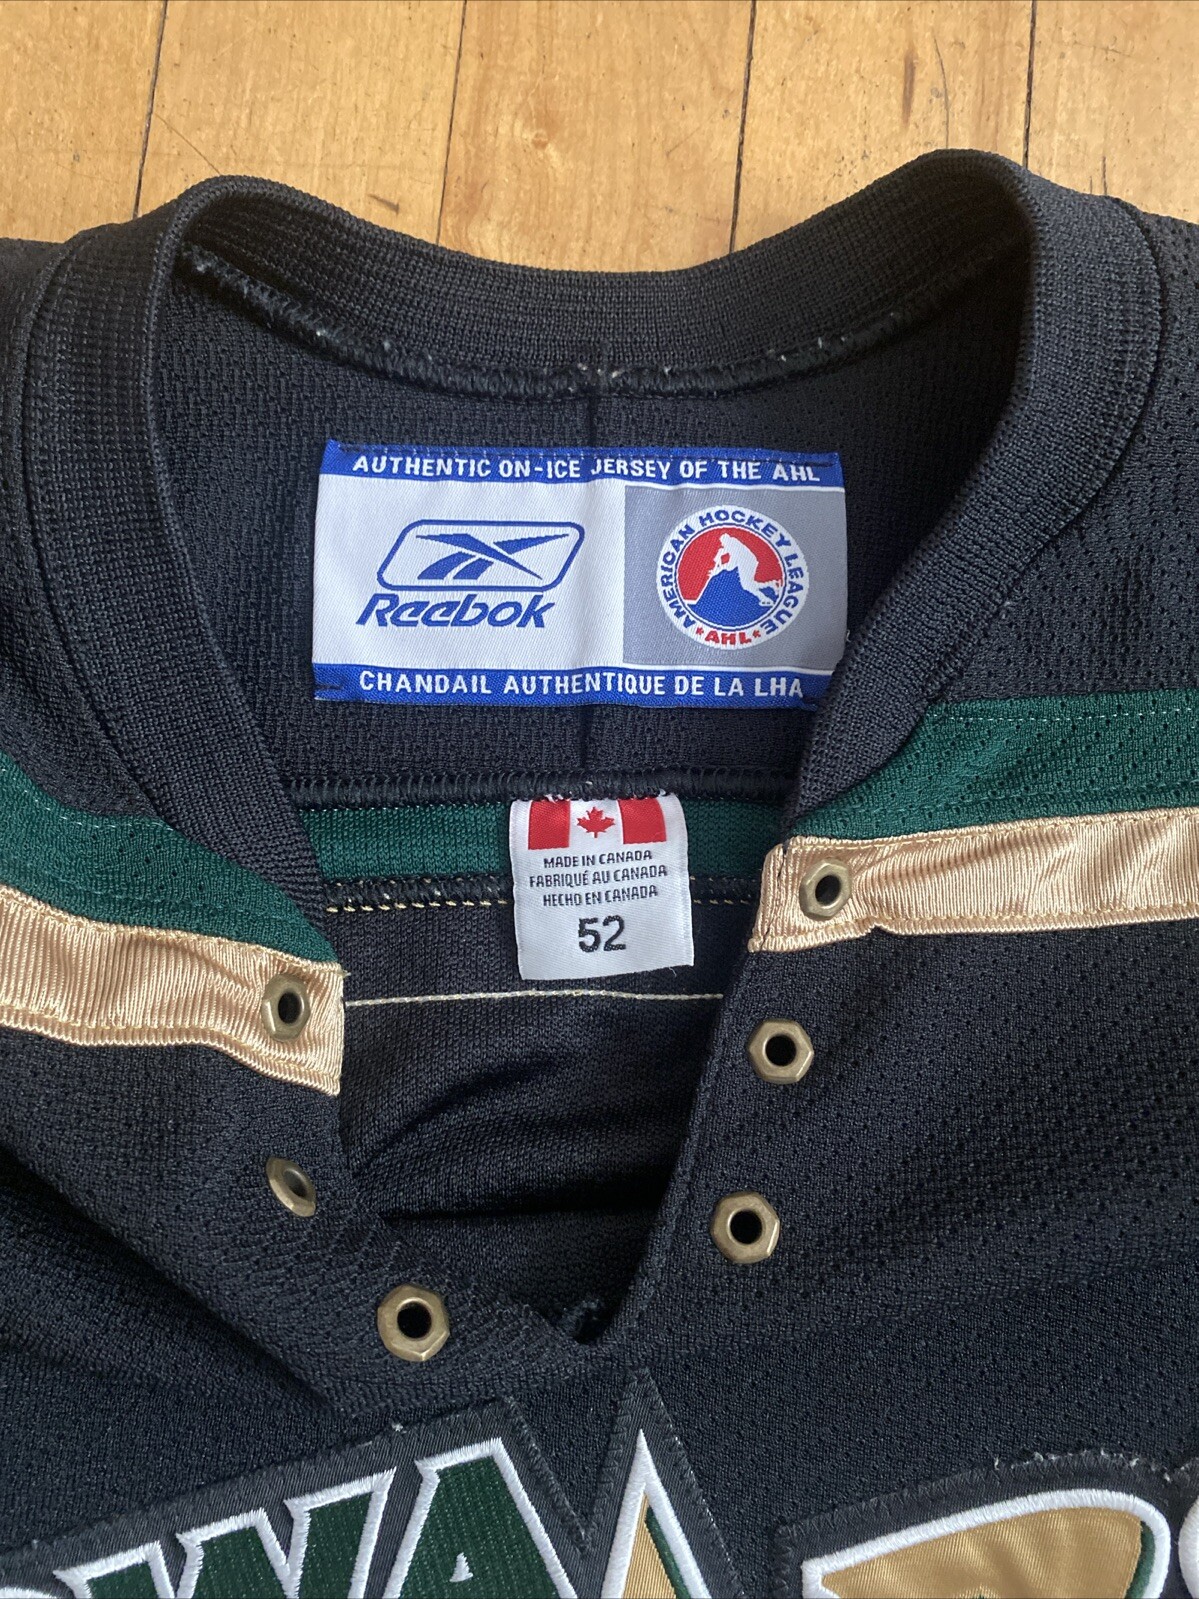 AUTHENTIC ON-ICE JERSEY OF THE AHL
Reebok
AMERICAN HOCKEY LEAGUE
AHL
CHANDAIL AUTHENTIQUE DE LA LHA
MADE IN CANADA
FABRIQUÉ AU CANADA
HECHO EN CANADA
52